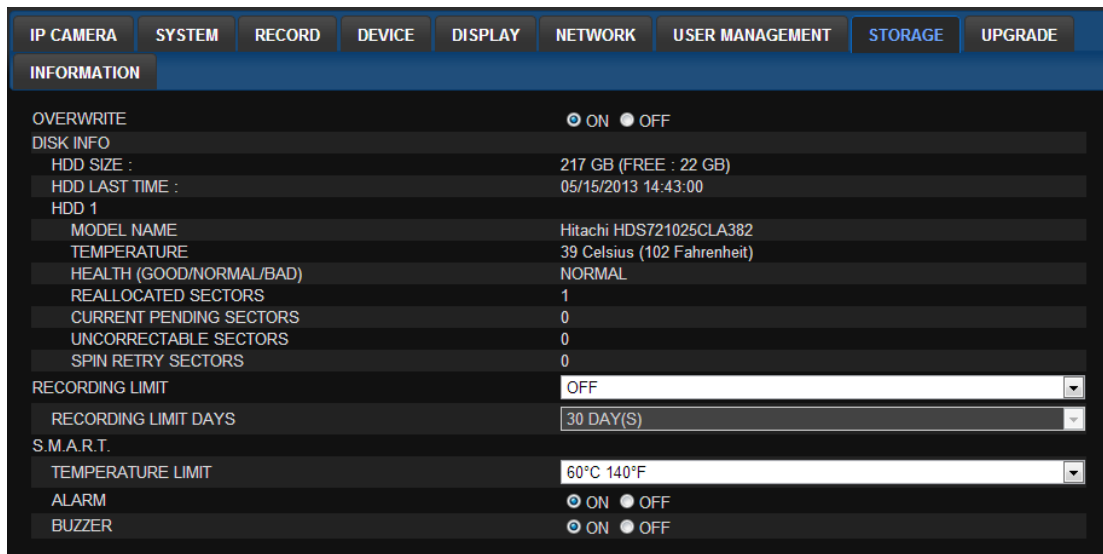 IP CAMERA SYSTEM RECORD DEVICE DISPLAY NETWORK USER MANAGEMENT STORAGE UPGRADE
INFORMATION
OVERWRITE ON OFF
DISK INFO
HDD SIZE : 217 GB (FREE : 22 GB)
HDD LAST TIME : 05/15/2013 14:43:00
HDD 1
MODEL NAME Hitachi HDS721025CLA382
TEMPERATURE 39 Celsius (102 Fahrenheit)
HEALTH (GOOD/NORMAL/BAD) NORMAL
REALLOCATED SECTORS 1
CURRENT PENDING SECTORS 0
UNCORRECTABLE SECTORS 0
SPIN RETRY SECTORS 0
RECORDING LIMIT OFF
RECORDING LIMIT DAYS 30 DAY(S)
S.M.A.R.T.
TEMPERATURE LIMIT 60°C 140°F
ALARM ON OFF
BUZZER ON OFF